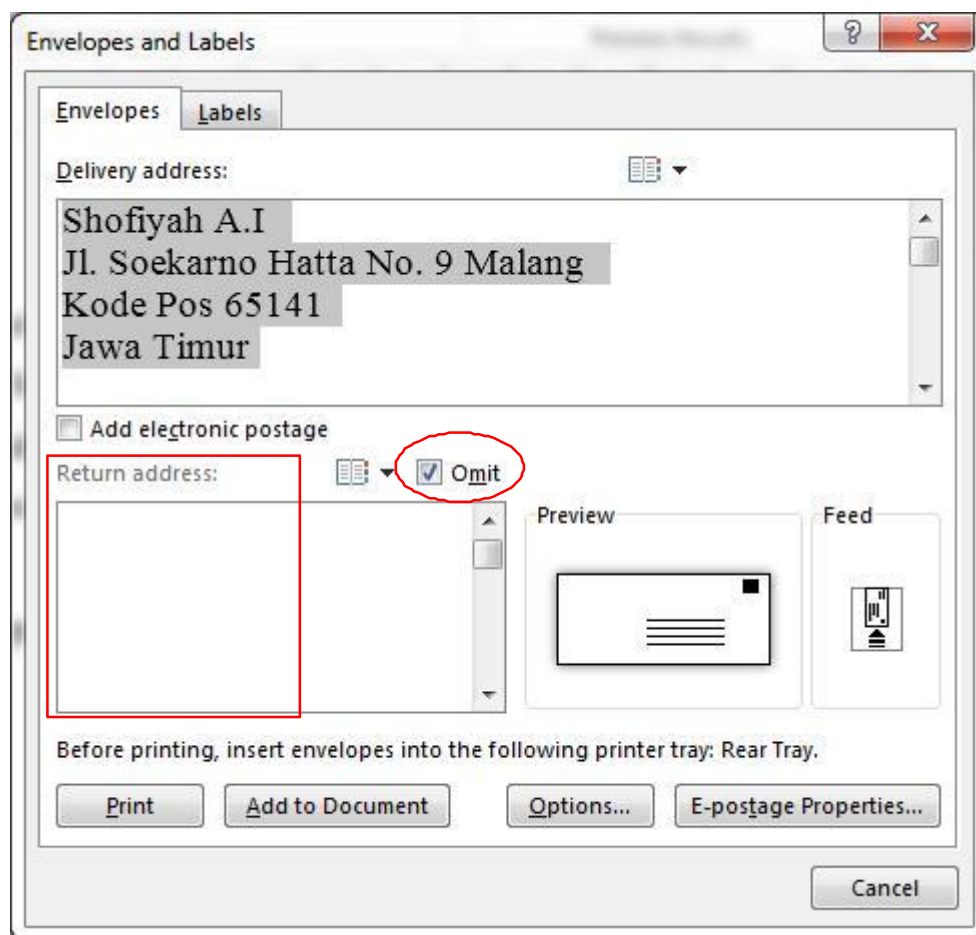 Envelopes and Labels
Envelopes Labels
Delivery address:
Shofiyah A.I
Jl. Soekarno Hatta No. 9 Malang
Kode Pos 65141
Jawa Timur
Add electronic postage
Return address: Omit
Preview Feed
Before printing, insert envelopes into the following printer tray: Rear Tray.
Print Add to Document Options... E-postage Properties...
Cancel